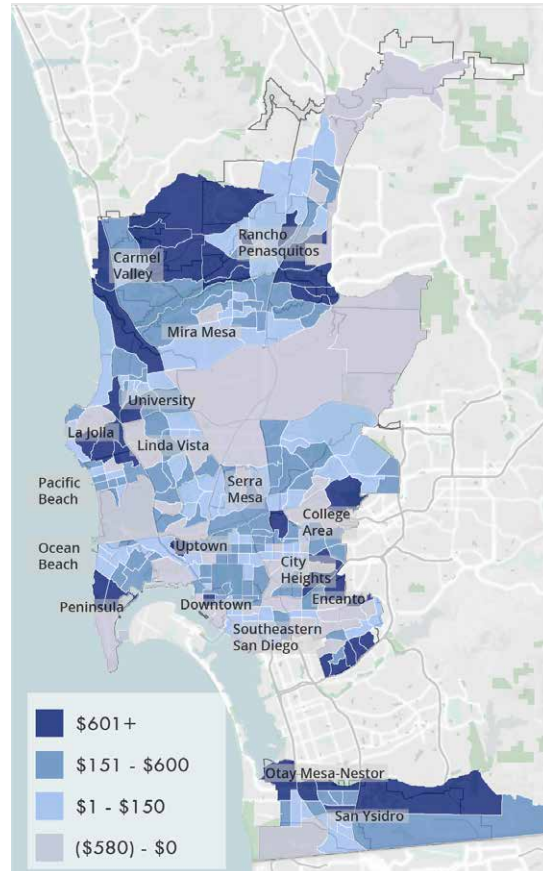 Rancho
Penasquitos
Carmel
Valley
Mira Mesa
University
La Jolla
Linda Vista
Pacific
Beach
Serra
Mesa
College
Area
Ocean
Beach
Uptown
City
Heights
Peninsula
Downtown
Encanto
Southeastern
San Diego
$601+
$151 - $600
$1 - $150
($580) - $0
Otay Mesa-Nestor
San Ysidro